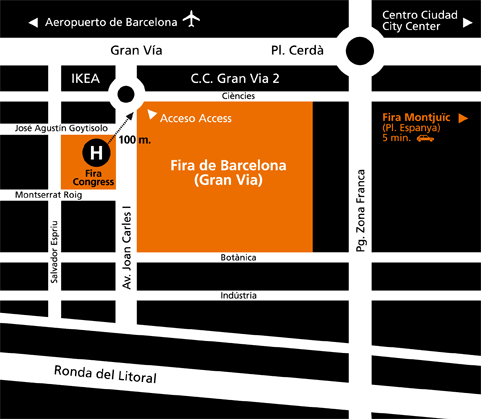 Aeropuerto de Barcelona
Centro Ciudad
City Center
Gran Vía
Pl. Cerdà
IKEA
C.C. Gran Via 2
Ciències
Acceso Access
Fira Montjuïc
(Pl. Espanya)
5 min.
José Agustín Goytisolo
100 m.
H
Fira
Congress
Fira de Barcelona
(Gran Via)
Montserrat Roig
Salvador Espriu
Av. Joan Carles I
Pg. Zona Franca
Botànica
Indústria
Ronda del Litoral